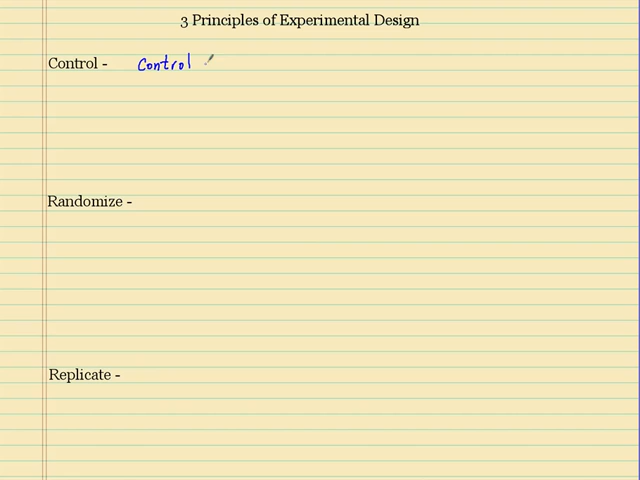 3 Principles of Experimental Design
Control - Control
Randomize -
Replicate -